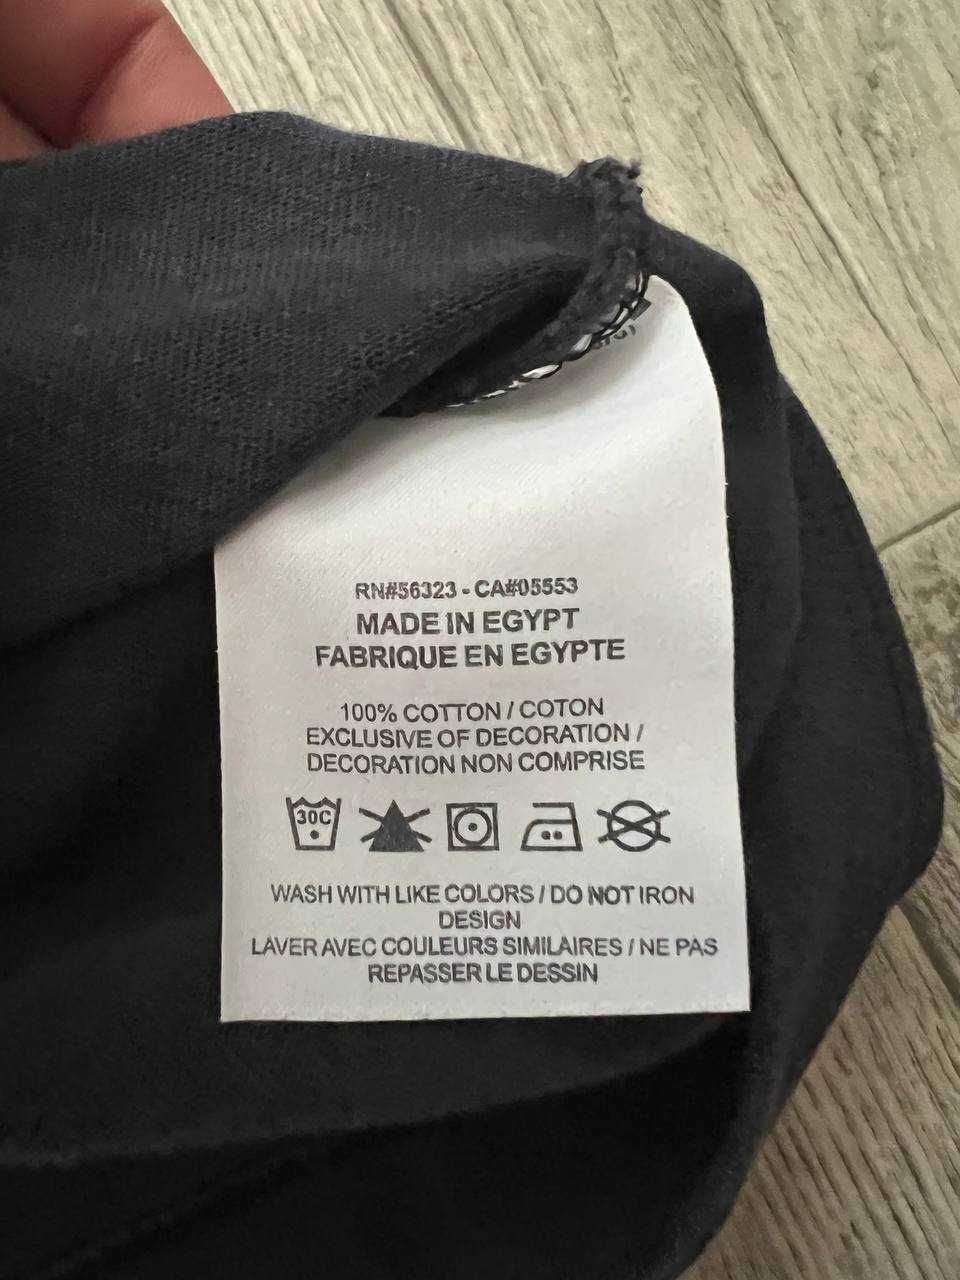 RN#56323 - CA#05553
MADE IN EGYPT
FABRIQUE EN EGYPTE
100% COTTON / COTON
EXCLUSIVE OF DECORATION /
DECORATION NON COMPRISE
30C
WASH WITH LIKE COLORS / DO NOT IRON
DESIGN
LAVER AVEC COULEURS SIMILAIRES / NE PAS
REPASSER LE DESSIN